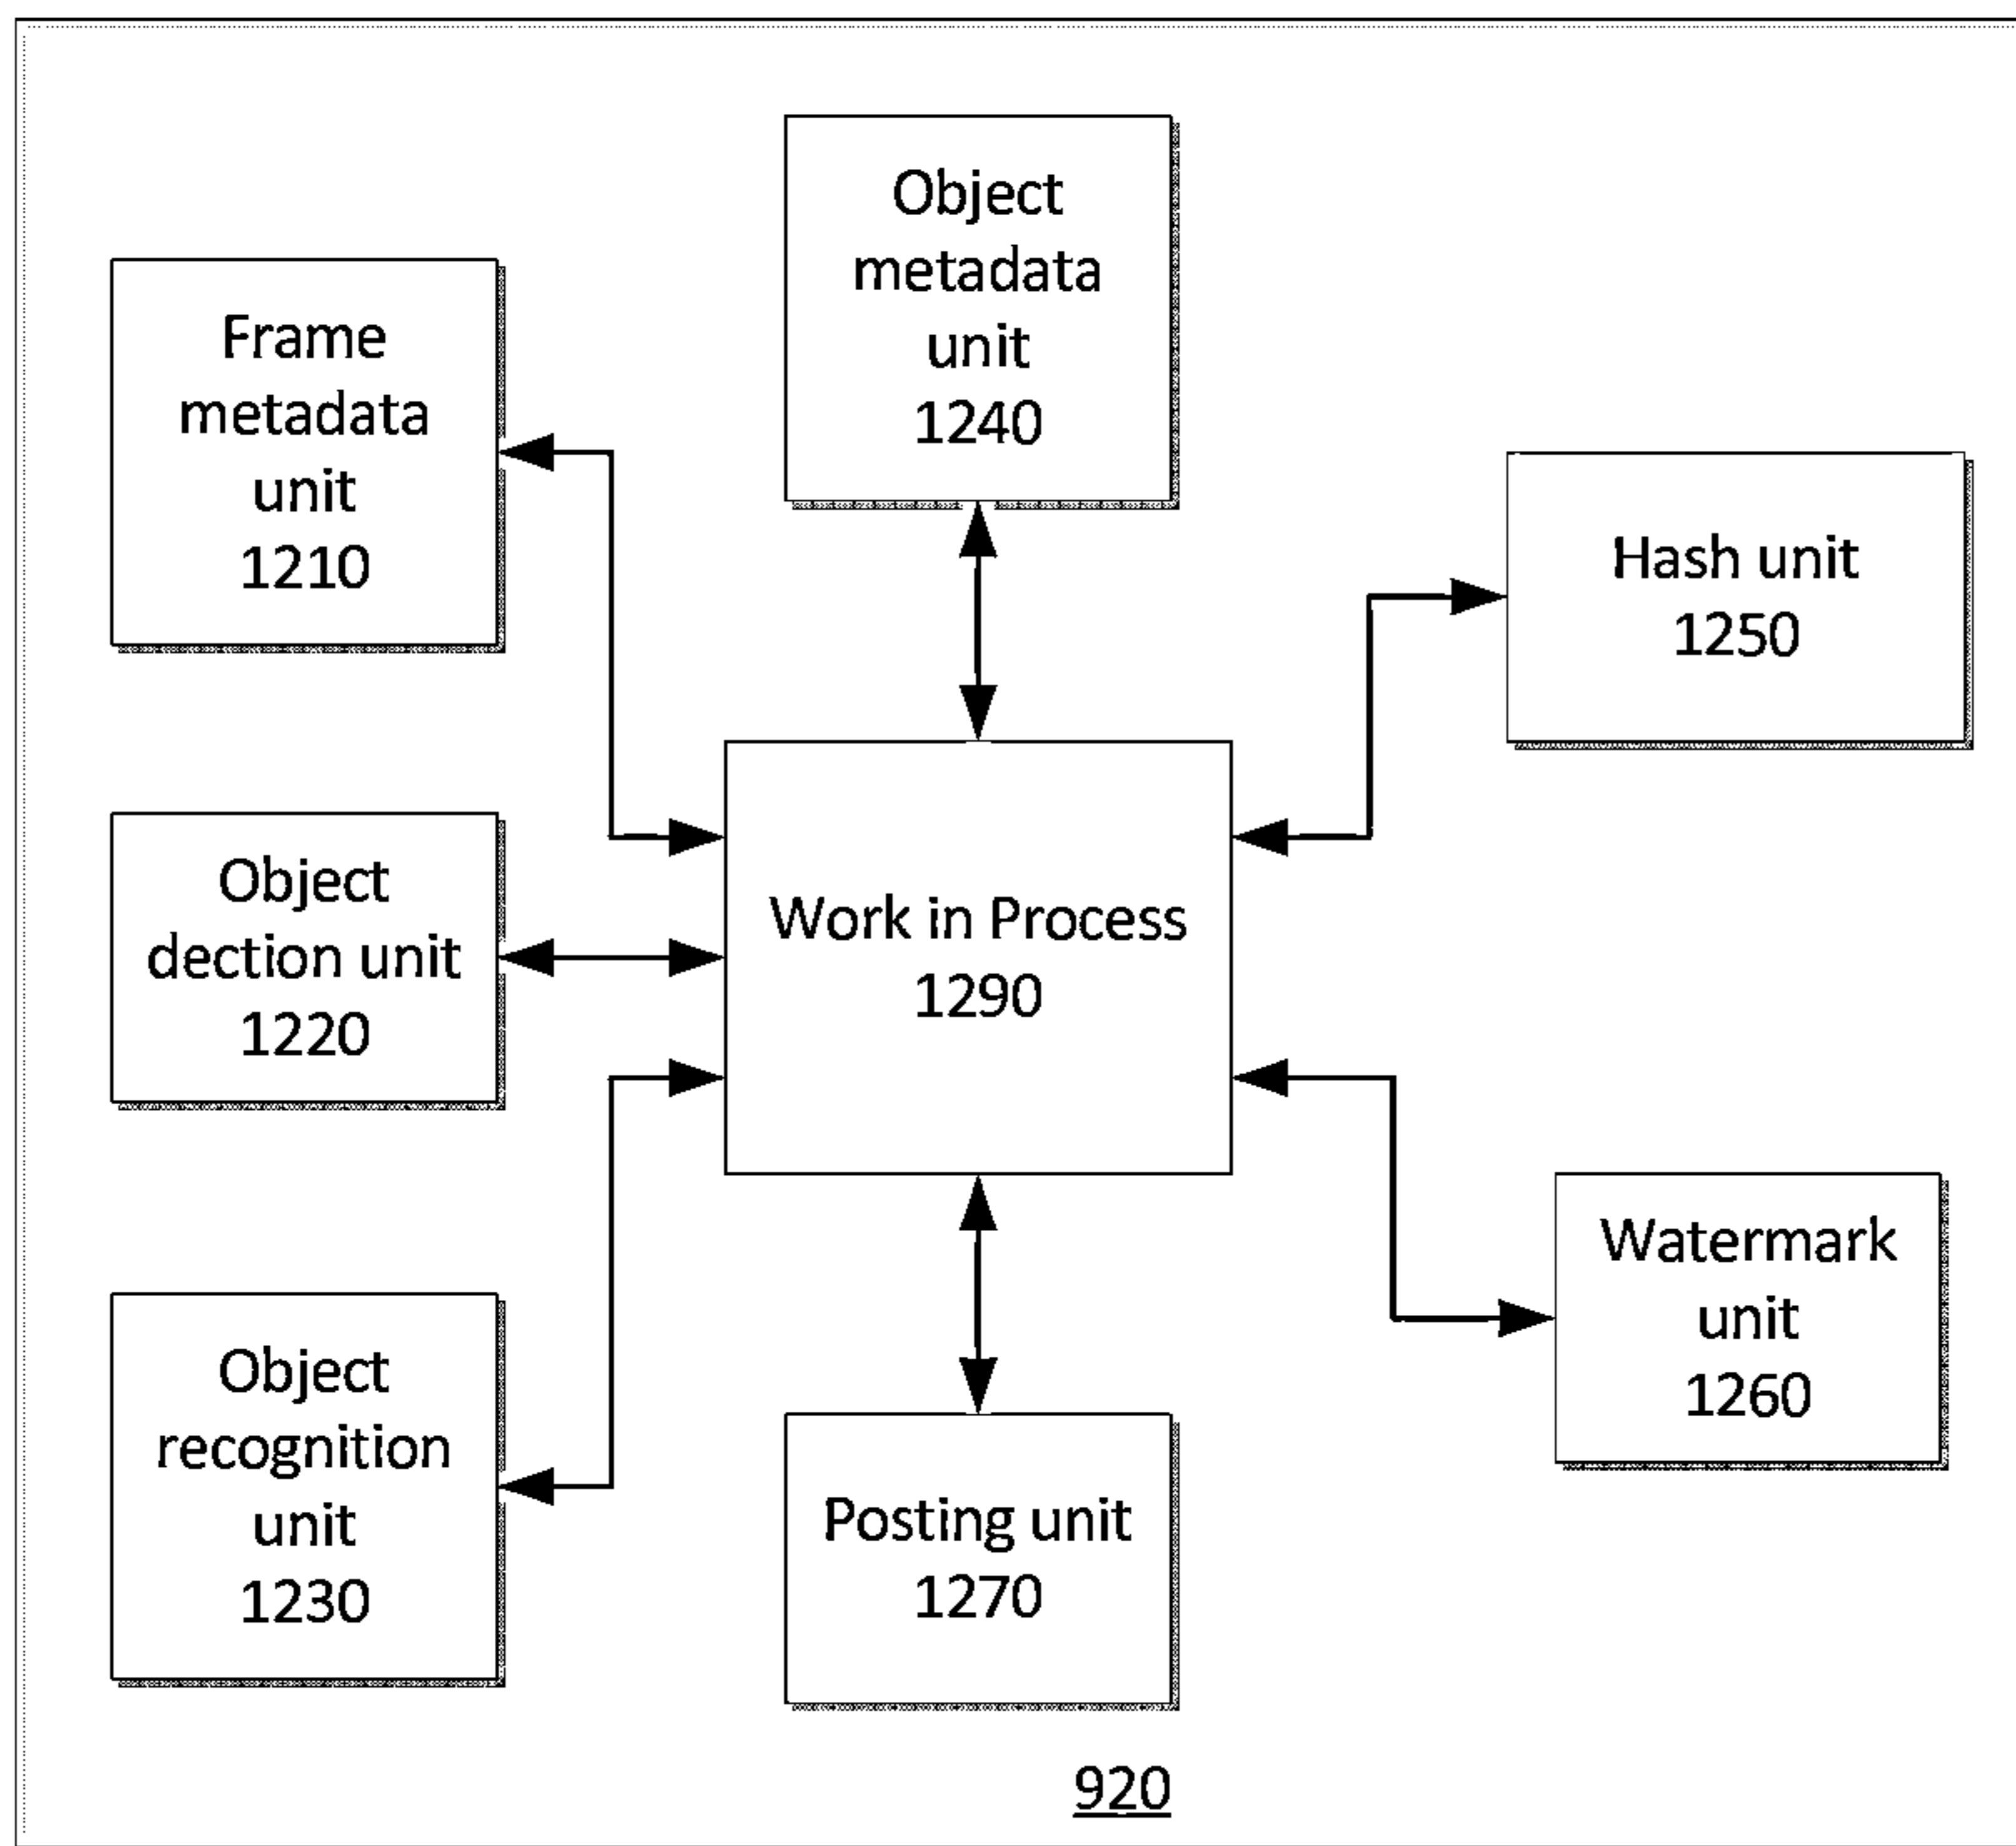 Object
metadata
unit
1240
Frame
metadata
unit
1210
Hash unit
1250
Object
dection unit
1220
Work in Process
1290
Object
recognition
unit
1230
Watermark
unit
1260
Posting unit
1270
920